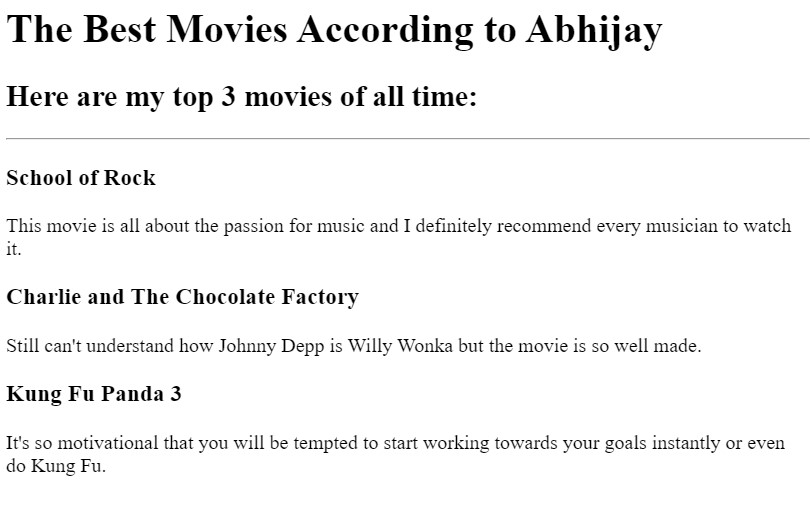 The Best Movies According to Abhijay
Here are my top 3 movies of all time:
School of Rock
This movie is all about the passion for music and I definitely recommend every musician to watch
it.
Charlie and The Chocolate Factory
Still can't understand how Johnny Depp is Willy Wonka but the movie is so well made.
Kung Fu Panda 3
It's so motivational that you will be tempted to start working towards your goals instantly or even
do Kung Fu.